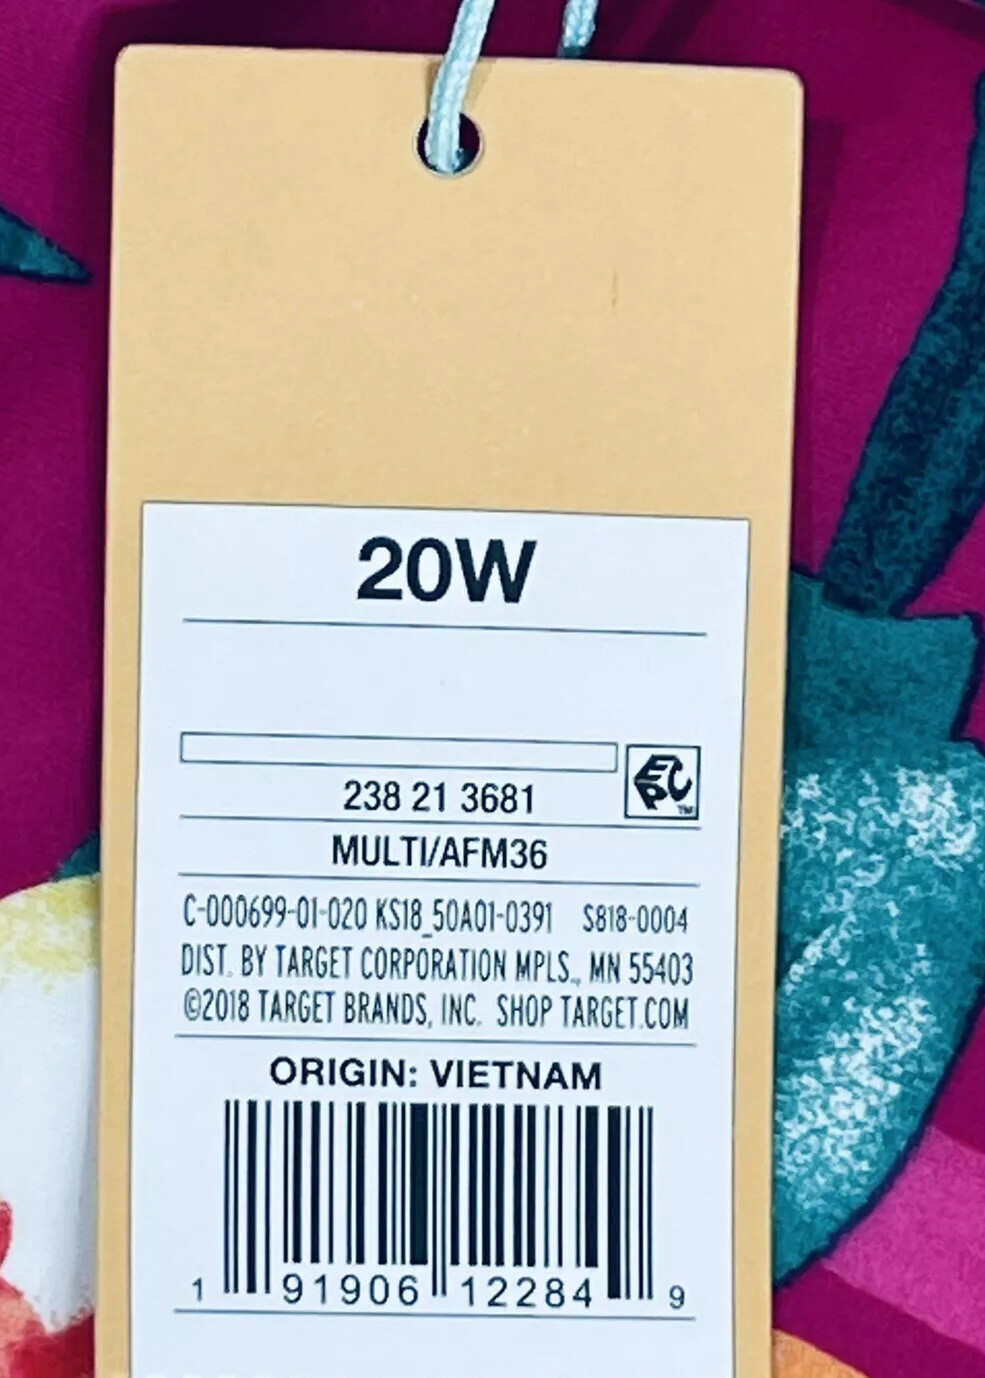 20W
EPC™
238 21 3681
MULTI/AFM36
C-000699-01-020 KS18_50A01-0391 S818-0004
DIST. BY TARGET CORPORATION MPLS., MN 55403
©2018 TARGET BRANDS, INC. SHOP TARGET.COM
ORIGIN: VIETNAM
1 91906 12284 9